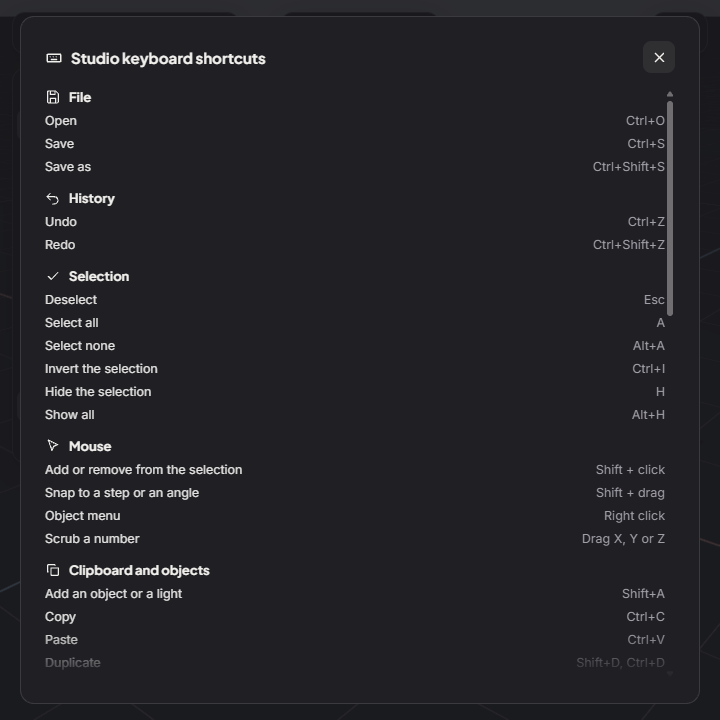 Studio keyboard shortcuts
File
Open Ctrl+O
Save Ctrl+S
Save as Ctrl+Shift+S
History
Undo Ctrl+Z
Redo Ctrl+Shift+Z
Selection
Deselect Esc
Select all A
Select none Alt+A
Invert the selection Ctrl+I
Hide the selection H
Show all Alt+H
Mouse
Add or remove from the selection Shift + click
Snap to a step or an angle Shift + drag
Object menu Right click
Scrub a number Drag X, Y or Z
Clipboard and objects
Add an object or a light Shift+A
Copy Ctrl+C
Paste Ctrl+V
Duplicate Shift+D, Ctrl+D